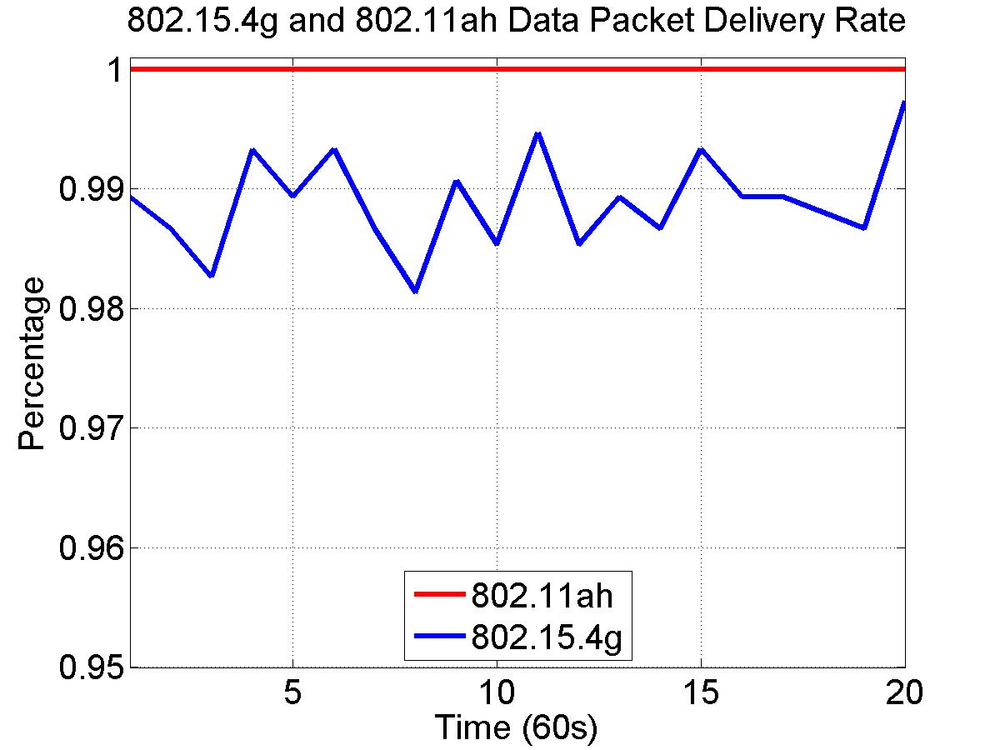 802.15.4g and 802.11ah Data Packet Delivery Rate
1
0.99
0.98
0.97
0.96
0.95
Percentage
802.11ah
802.15.4g
5 10 15 20
Time (60s)